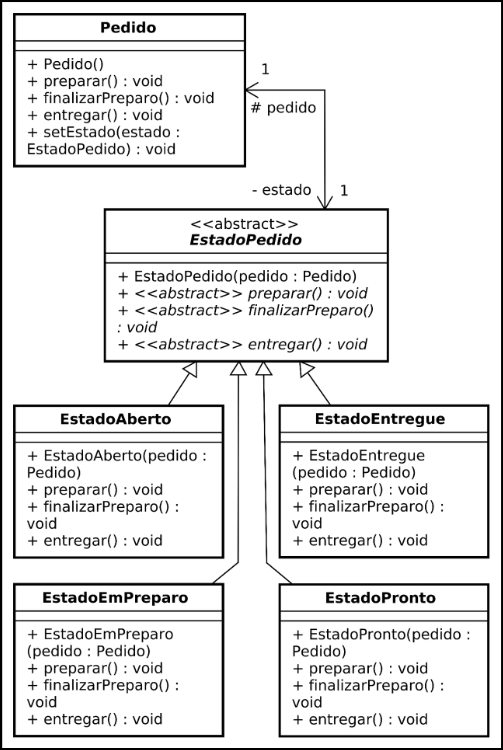 Pedido
+ Pedido()
+ preparar() : void
+ finalizarPreparo() : void
+ entregar() : void
+ setEstado(estado :
EstadoPedido) : void
1
# pedido
- estado
1
<<abstract>>
EstadoPedido
+ EstadoPedido(pedido : Pedido)
+ <<abstract>> preparar() : void
+ <<abstract>> finalizarPreparo()
: void
+ <<abstract>> entregar() : void
EstadoAberto
+ EstadoAberto(pedido :
Pedido)
+ preparar() : void
+ finalizarPreparo() :
void
+ entregar() : void
EstadoEntregue
+ EstadoEntregue
(pedido : Pedido)
+ preparar() : void
+ finalizarPreparo() :
void
+ entregar() : void
EstadoEmPreparo
+ EstadoEmPreparo
(pedido : Pedido)
+ preparar() : void
+ finalizarPreparo() :
void
+ entregar() : void
EstadoPronto
+ EstadoPronto(pedido :
Pedido)
+ preparar() : void
+ finalizarPreparo() :
void
+ entregar() : void